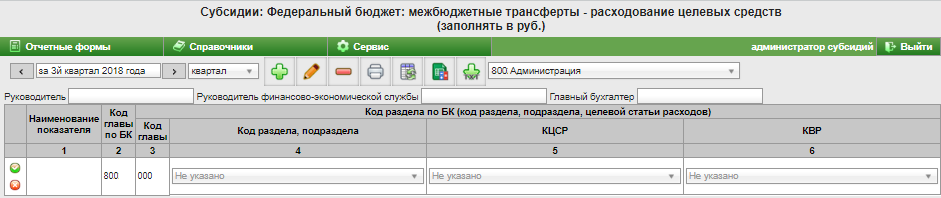 Субсидии: Федеральный бюджет: межбюджетные трансферты - расходование целевых средств
(заполнять в руб.)
Отчетные формы Справочники Сервис администратор субсидий Выйти
< за 3й квартал 2018 года > квартал TXT 800 Администрация
Руководитель Руководитель финансово-экономической службы Главный бухгалтер
Наименование показателя Код главы по БК Код раздела по БК (код раздела, подраздела, целевой статьи расходов)
Код главы Код раздела, подраздела КЦСР КВР
1 2 3 4 5 6
800 000 Не указано Не указано Не указано